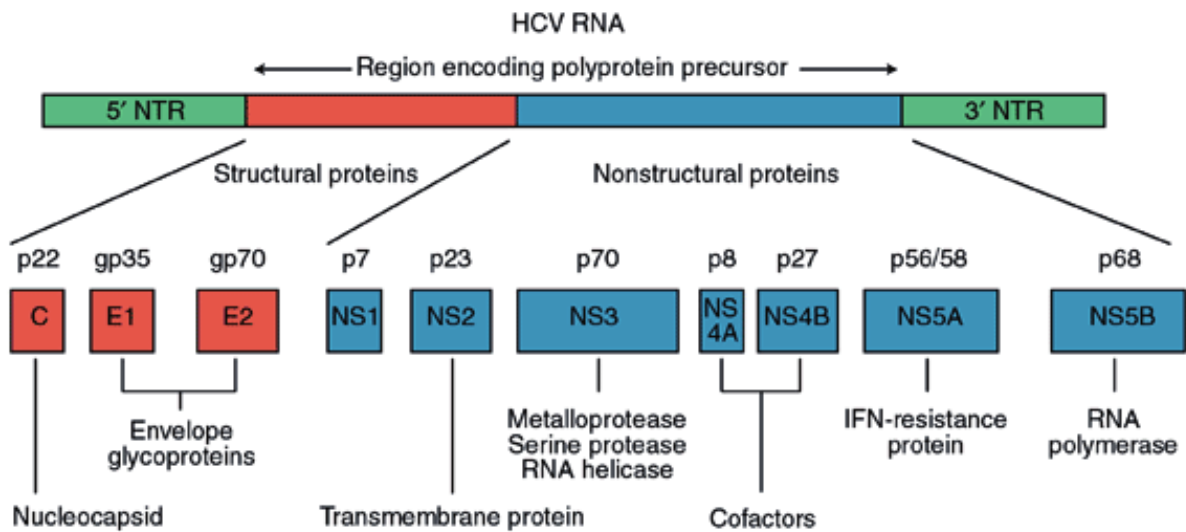 HCV RNA
Region encoding polyprotein precursor
5′ NTR
3′ NTR
Structural proteins
Nonstructural proteins
p22 gp35 gp70 p7 p23 p70 p8 p27 p56/58 p68
C E1 E2 NS1 NS2 NS3 NS 4A NS4B NS5A NS5B
Envelope
glycoproteins
Metalloprotease
Serine protease
RNA helicase
IFN-resistance
protein
RNA
polymerase
Nucleocapsid
Transmembrane protein
Cofactors